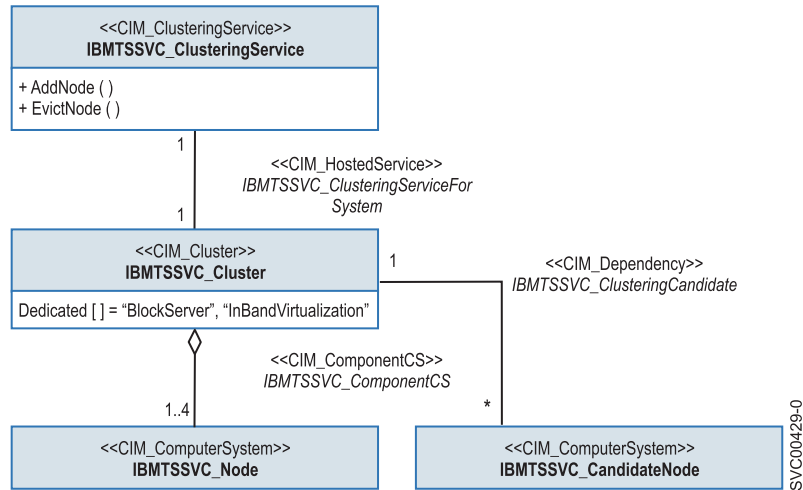 <<CIM_ClusteringService>>
IBMTSSVC_ClusteringService
+ AddNode ( )
+ EvictNode ( )
1
<<CIM_HostedService>>
IBMTSSVC_ClusteringServiceFor
System
1
<<CIM_Cluster>>
IBMTSSVC_Cluster
Dedicated [ ] = “BlockServer”, “InBandVirtualization”
1
<<CIM_Dependency>>
IBMTSSVC_ClusteringCandidate
<<CIM_ComponentCS>>
IBMTSSVC_ComponentCS
1..4
*
<<CIM_ComputerSystem>>
IBMTSSVC_Node
<<CIM_ComputerSystem>>
IBMTSSVC_CandidateNode
SVC00429-0